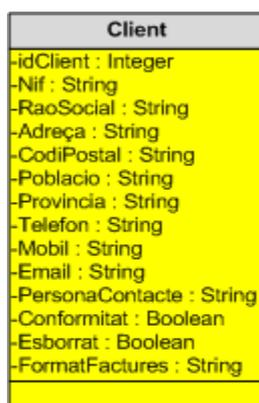 Client
-idClient : Integer
-Nif : String
-RaoSocial : String
-Adreça : String
-CodiPostal : String
-Poblacio : String
-Provincia : String
-Telefon : String
-Mobil : String
-Email : String
-PersonaContacte : String
-Conformitat : Boolean
-Esborrat : Boolean
-FormatFactures : String